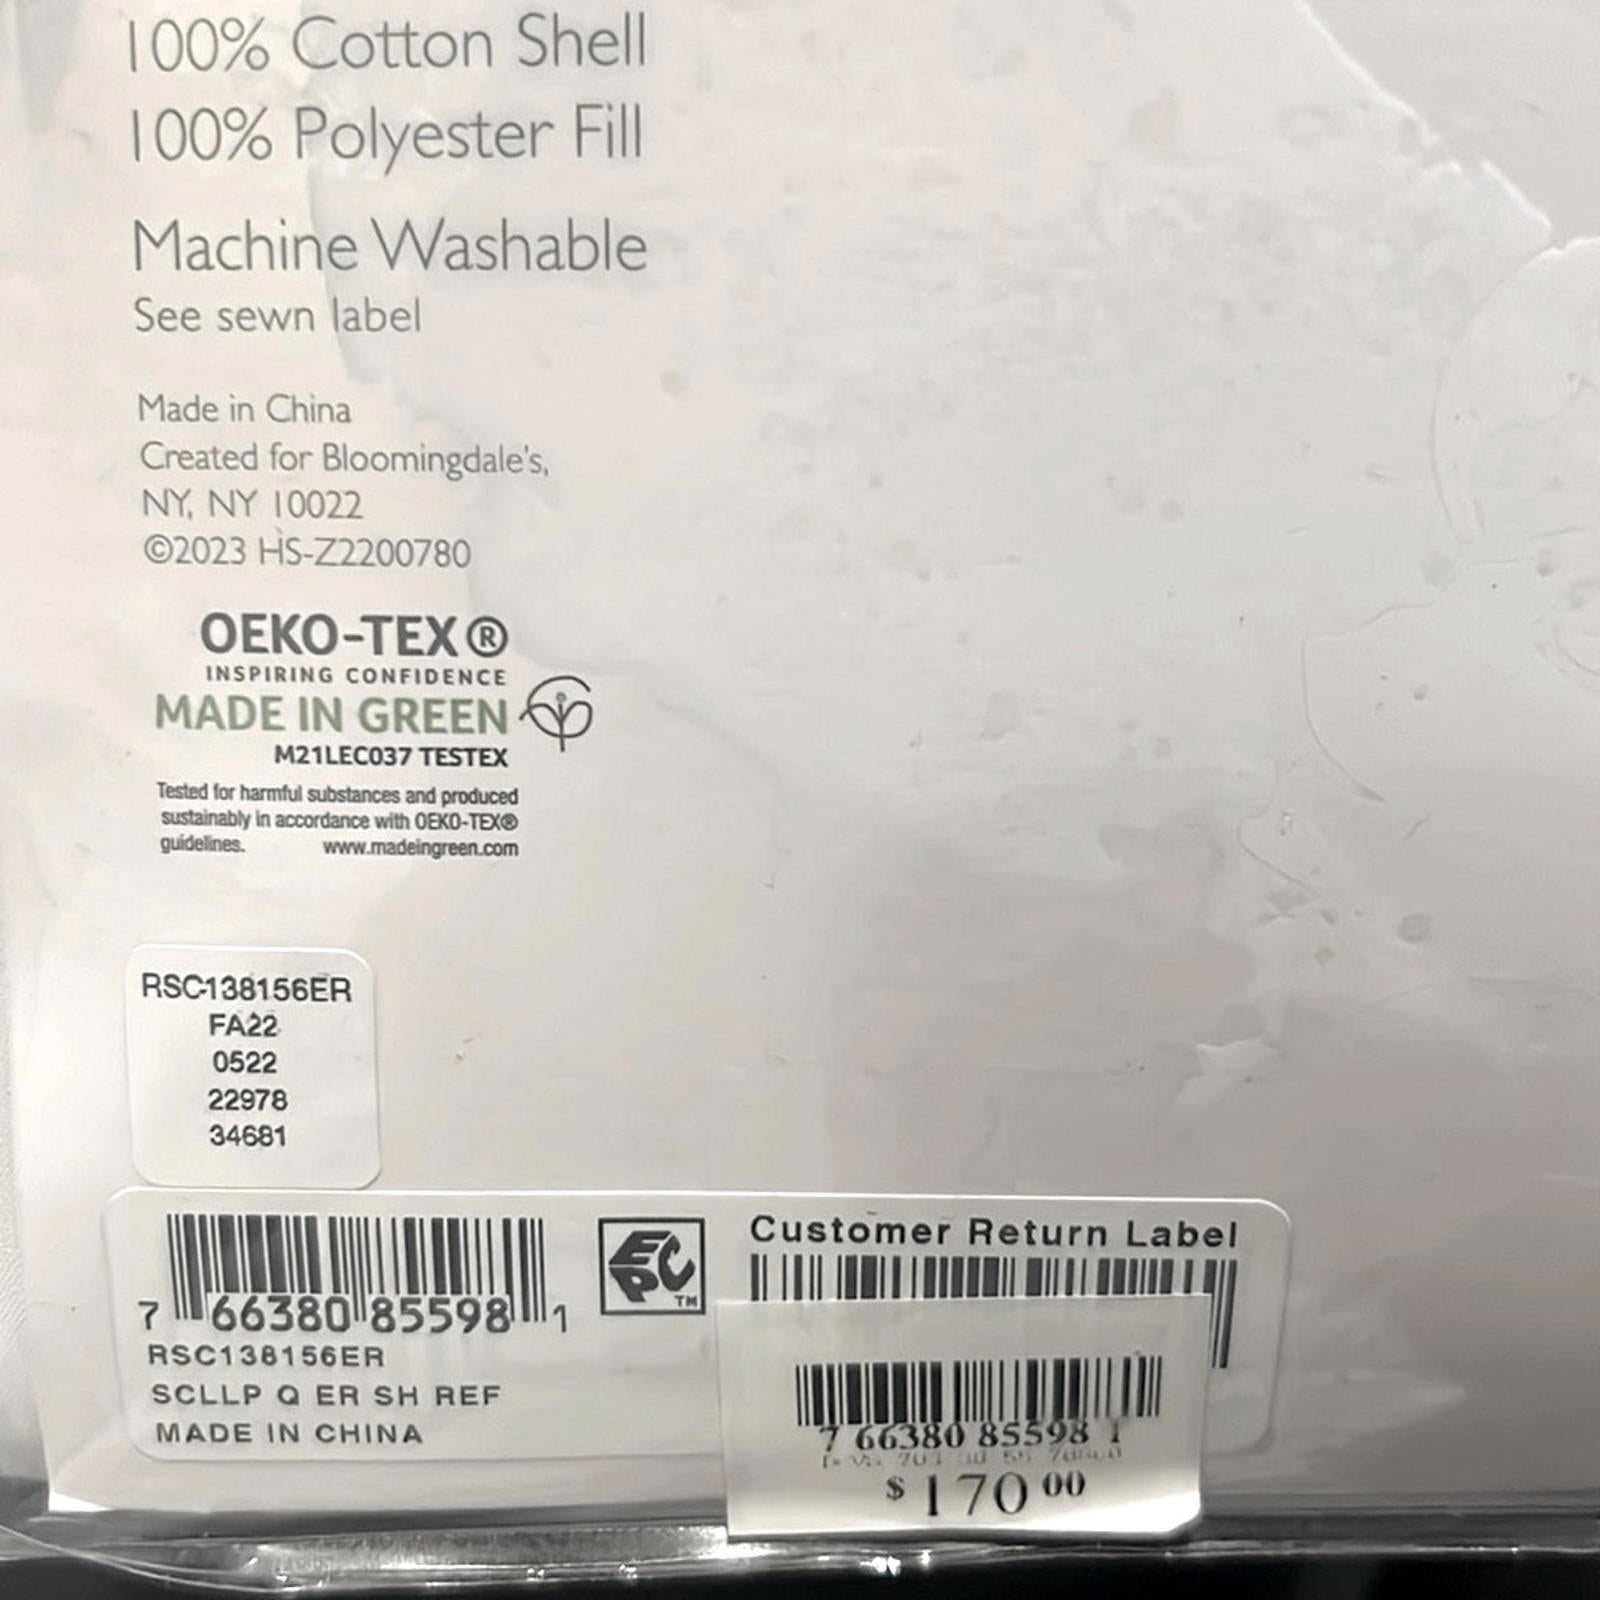 100% Cotton Shell
100% Polyester Fill
Machine Washable
See sewn label
Made in China
Created for Bloomingdale's,
NY, NY 10022
©2023 HS-Z2200780
OEKO-TEX®
INSPIRING CONFIDENCE
MADE IN GREEN
M21LEC037 TESTEX
Tested for harmful substances and produced
sustainably in accordance with OEKO-TEX®
guidelines. www.madeingreen.com
RSC138156ER
FA22
0522
22978
34681
7 66380 85598 1
RSC138156ER
SCLLP Q ER SH REF
MADE IN CHINA
ECP TM
Customer Return Label
7 66380 85598 1
$170 00